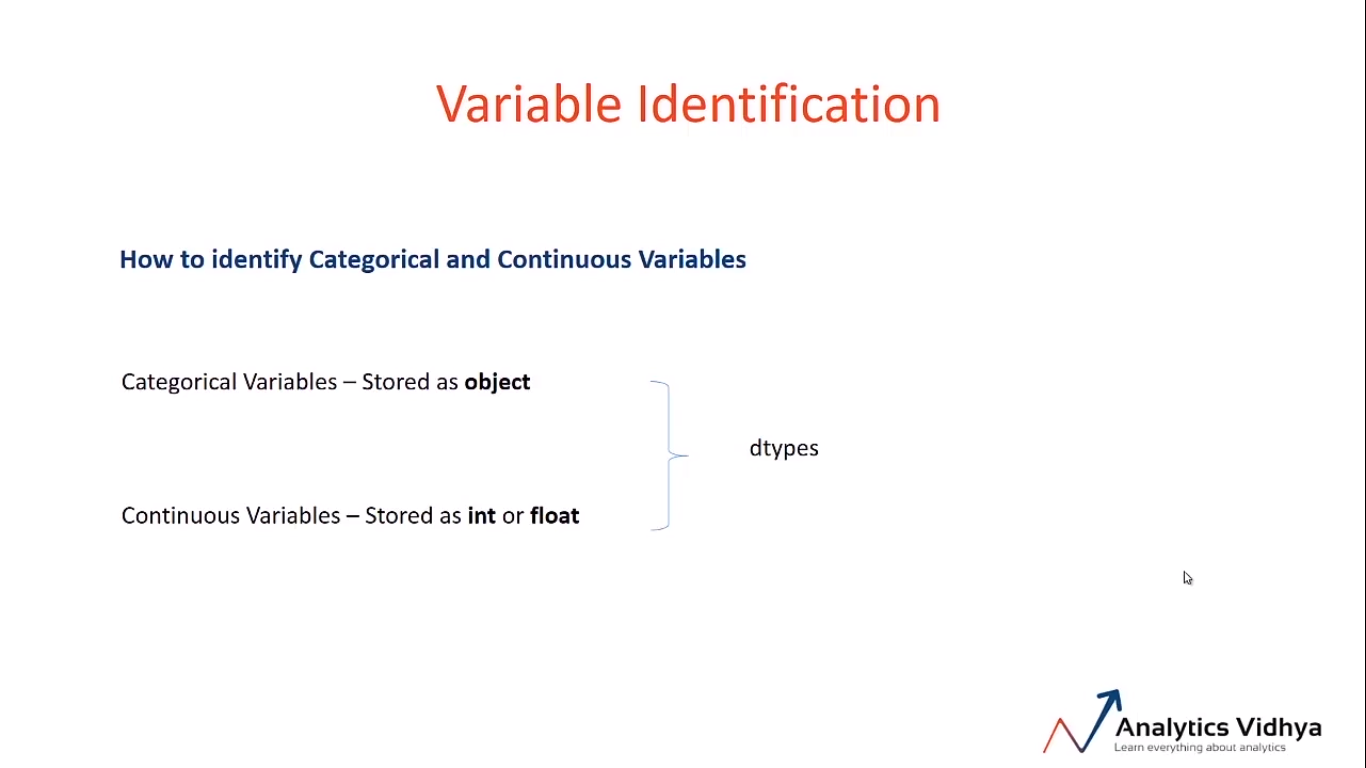 Variable Identification
How to identify Categorical and Continuous Variables
Categorical Variables – Stored as object
dtypes
Continuous Variables – Stored as int or float
Analytics Vidhya
Learn everything about analytics